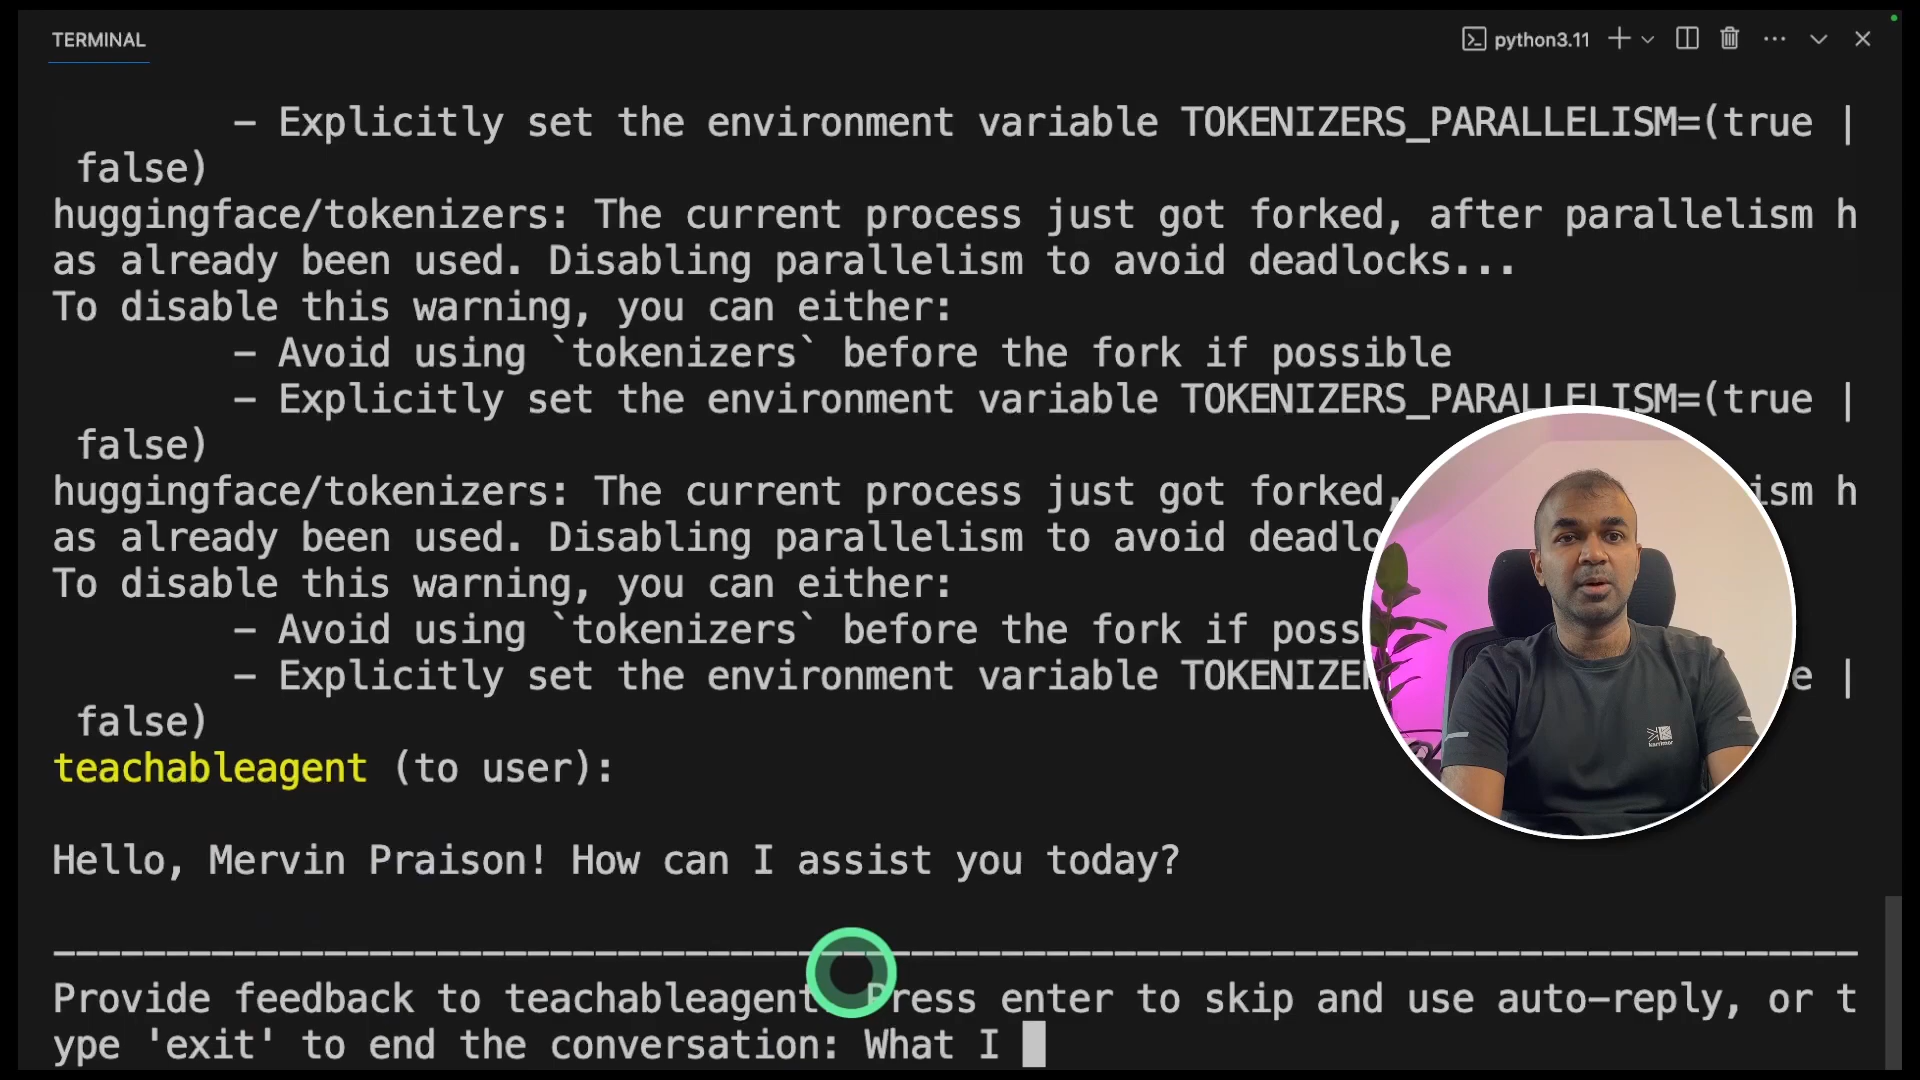 TERMINAL
python3.11
- Explicitly set the environment variable TOKENIZERS_PARALLELISM=(true |
false)
huggingface/tokenizers: The current process just got forked, after parallelism h
as already been used. Disabling parallelism to avoid deadlocks...
To disable this warning, you can either:
- Avoid using `tokenizers` before the fork if possible
- Explicitly set the environment variable TOKENIZERS_PARALLELISM=(true |
false)
huggingface/tokenizers: The current process just got forked, ism h
as already been used. Disabling parallelism to avoid deadlo
To disable this warning, you can either:
- Avoid using `tokenizers` before the fork if poss
- Explicitly set the environment variable TOKENIZE e |
false)
teachableagent (to user):
Hello, Mervin Praison! How can I assist you today?
Provide feedback to teachableagent Press enter to skip and use auto-reply, or t
ype 'exit' to end the conversation: What I